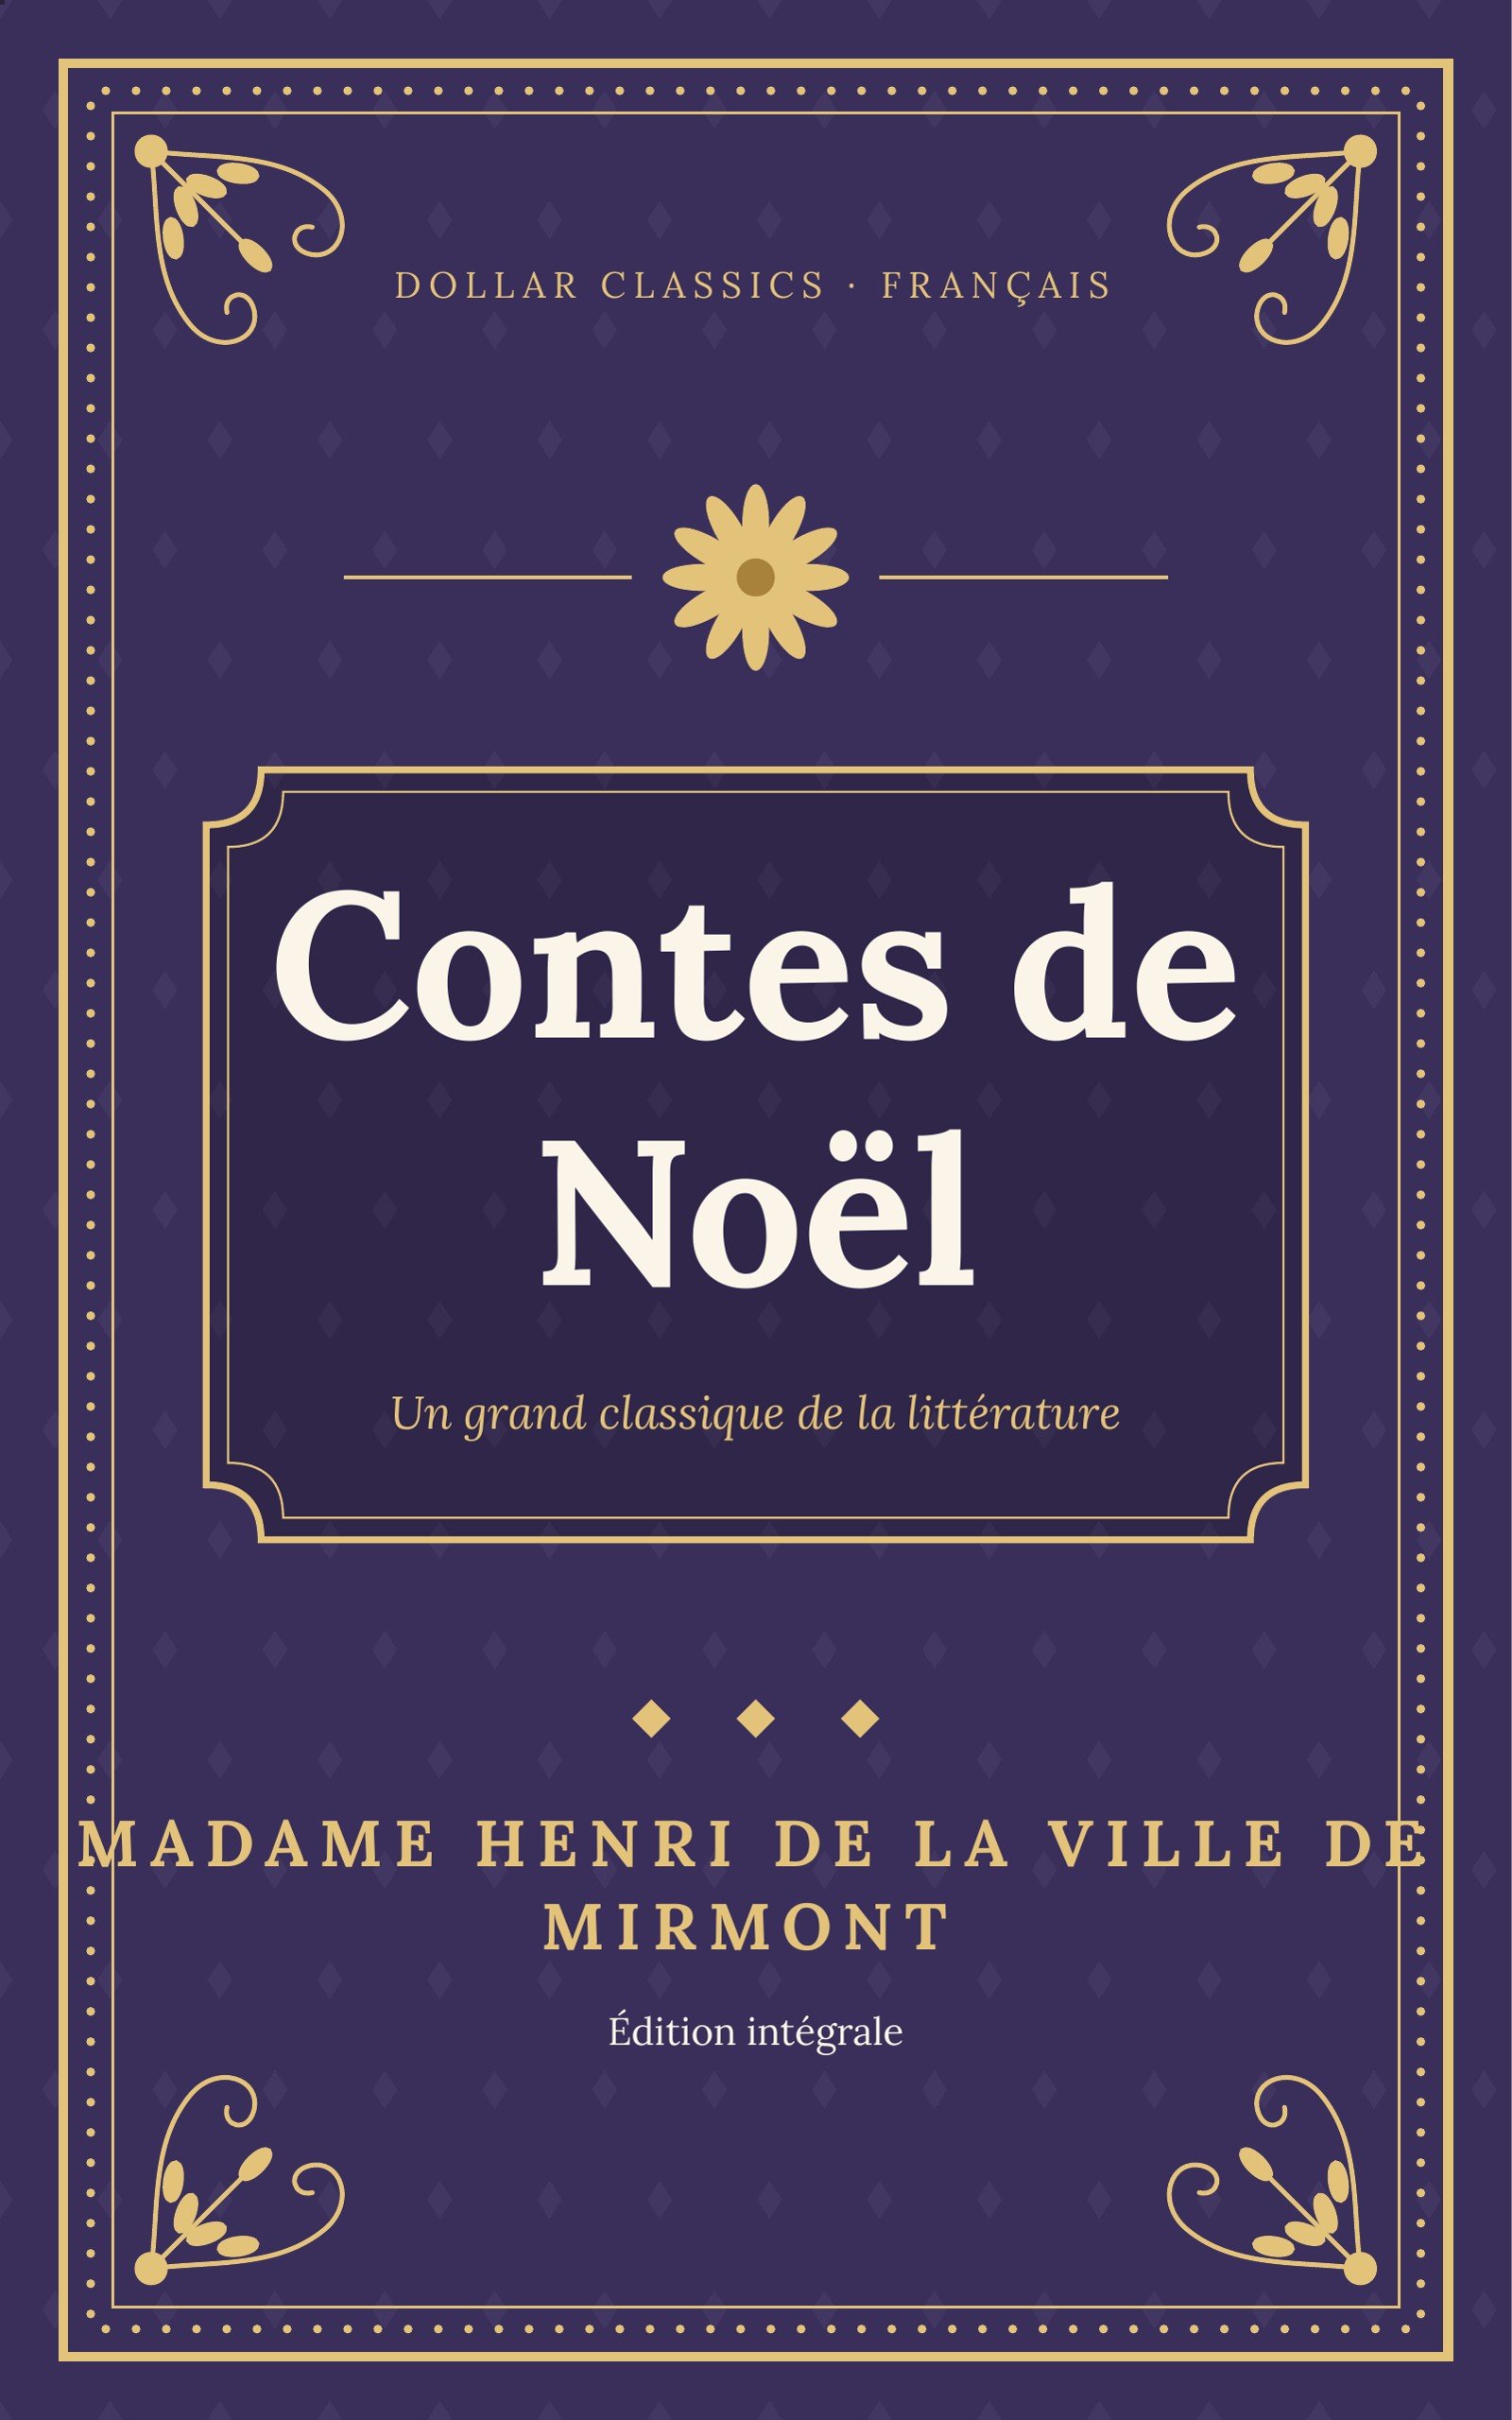 DOLLAR CLASSICS · FRANÇAIS
Contes de
Noël
Un grand classique de la littérature
MADAME HENRI DE LA VILLE DE
MIRMONT
Édition intégrale